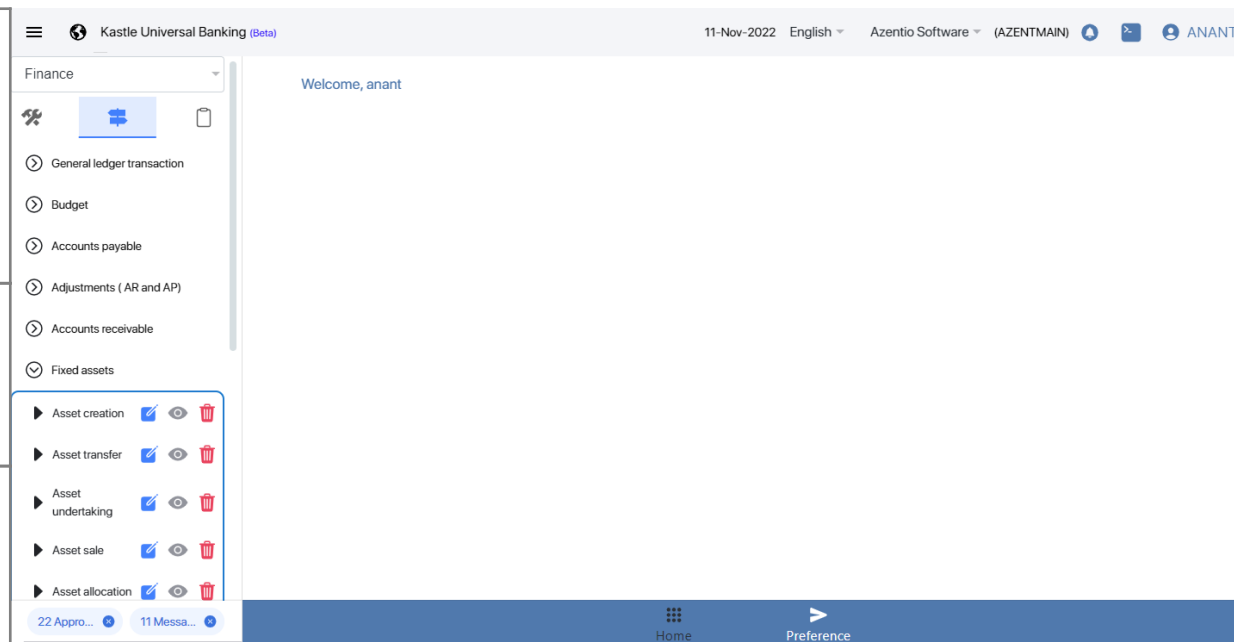 Kastle Universal Banking (Beta)
11-Nov-2022 English Azentio Software (AZENTMAIN) ANANT
Finance
Welcome, anant
General ledger transaction
Budget
Accounts payable
Adjustments ( AR and AP)
Accounts receivable
Fixed assets
Asset creation
Asset transfer
Asset
undertaking
Asset sale
Asset allocation
22 Appro... 11 Messa...
Home Preference